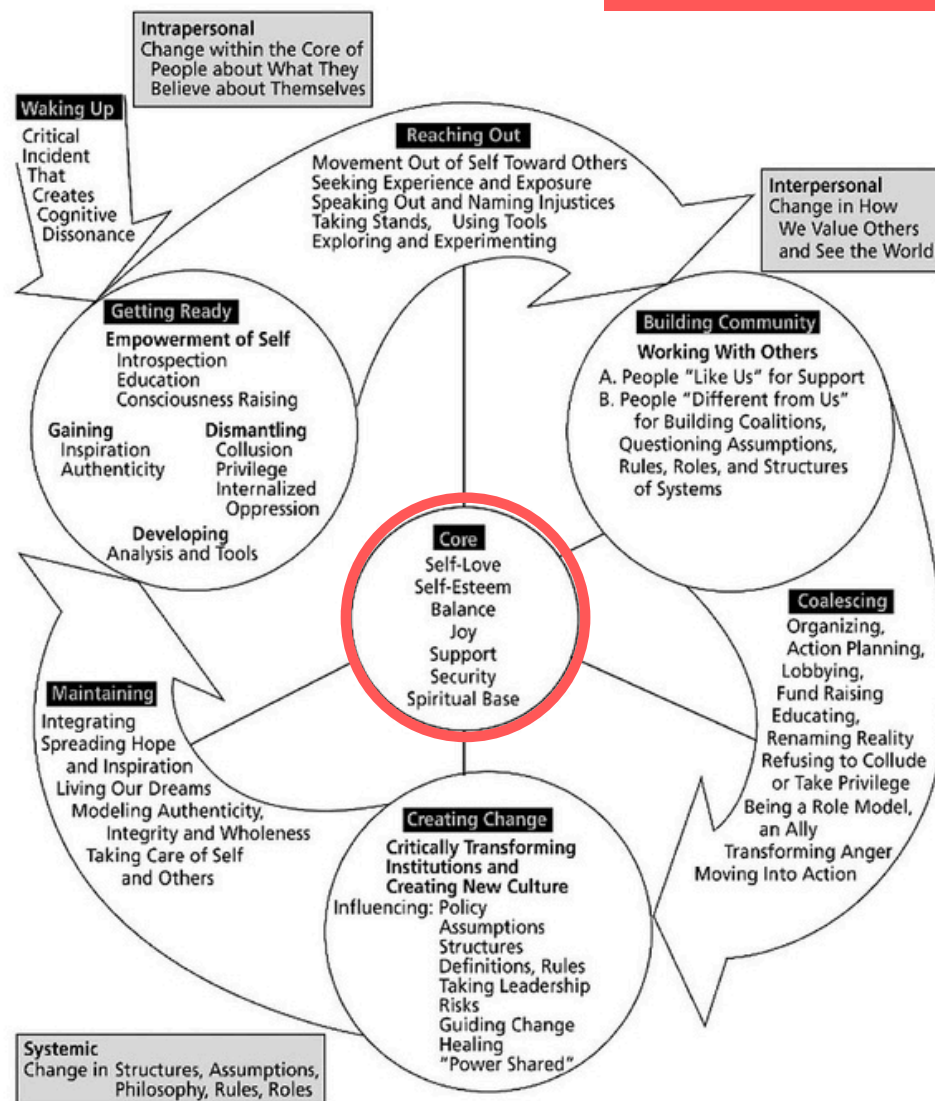 Intrapersonal
Change within the Core of
People about What They
Believe about Themselves
Waking Up
Critical
Incident
That
Creates
Cognitive
Dissonance
Reaching Out
Movement Out of Self Toward Others
Seeking Experience and Exposure
Speaking Out and Naming Injustices
Taking Stands, Using Tools
Exploring and Experimenting
Interpersonal
Change in How
We Value Others
and See the World
Getting Ready
Empowerment of Self
Introspection
Education
Consciousness Raising
Gaining
Inspiration
Authenticity
Dismantling
Collusion
Privilege
Internalized
Oppression
Developing
Analysis and Tools
Building Community
Working With Others
A. People "Like Us" for Support
B. People "Different from Us"
for Building Coalitions,
Questioning Assumptions,
Rules, Roles, and Structures
of Systems
Core
Self-Love
Self-Esteem
Balance
Joy
Support
Security
Spiritual Base
Coalescing
Organizing,
Action Planning,
Lobbying,
Fund Raising
Educating,
Renaming Reality
Refusing to Collude
or Take Privilege
Being a Role Model,
an Ally
Transforming Anger
Moving Into Action
Maintaining
Integrating
Spreading Hope
and Inspiration
Living Our Dreams
Modeling Authenticity,
Integrity and Wholeness
Taking Care of Self
and Others
Creating Change
Critically Transforming
Institutions and
Creating New Culture
Influencing: Policy
Assumptions
Structures
Definitions, Rules
Taking Leadership
Risks
Guiding Change
Healing
"Power Shared"
Systemic
Change in Structures, Assumptions,
Philosophy, Rules, Roles